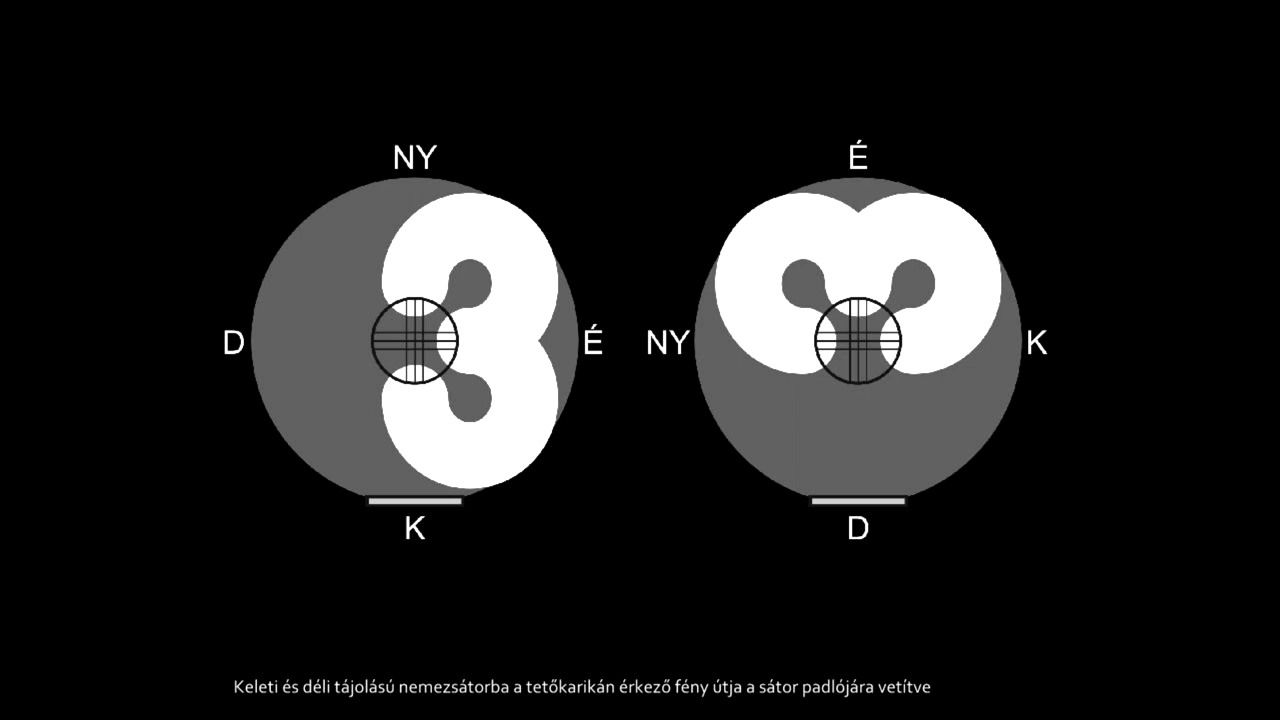 NY
É
D
É
NY
K
K
D
Keleti és déli tájolású nemezsátorba a tetőkarikán érkező fény útja a sátor padlójára vetítve